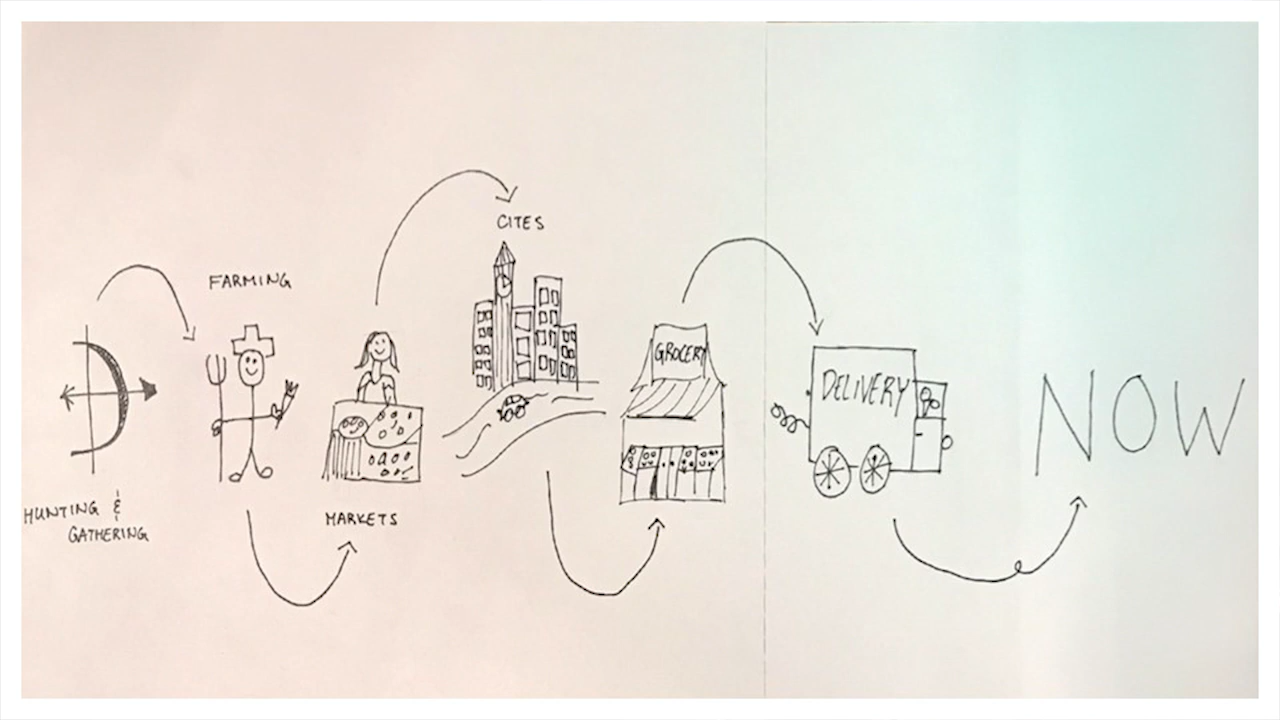 HUNTING &
GATHERING
FARMING
MARKETS
CITES
GROCERY
DELIVERY
NOW